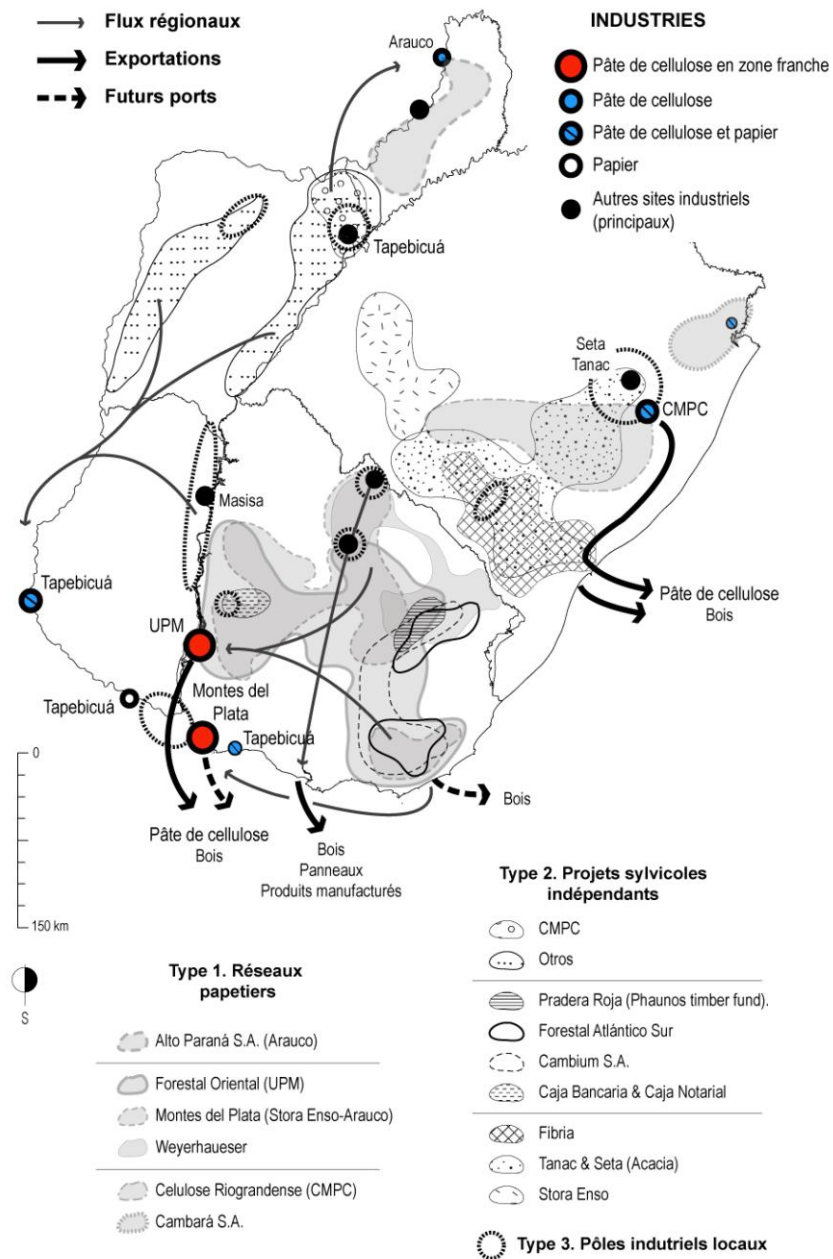 Flux régionaux
Exportations
Futurs ports
INDUSTRIES
Pâte de cellulose en zone franche
Pâte de cellulose
Pâte de cellulose et papier
Papier
Autres sites industriels
(principaux)
Arauco
Tapebicuá
Seta
Tanac
CMPC
Masisa
Tapebicuá
UPM
Pâte de cellulose
Bois
Tapebicuá
Montes del
Plata
Tapebicuá
0
Bois
Pâte de cellulose
Bois
Bois
Panneaux
Produits manufacturés
150 km
S
Type 1. Réseaux
papetiers
Alto Paraná S.A. (Arauco)
Forestal Oriental (UPM)
Montes del Plata (Stora Enso-Arauco)
Weyerhaueser
Celulose Riograndense (CMPC)
Cambará S.A.
Type 2. Projets sylvicoles
indépendants
CMPC
Otros
Pradera Roja (Phaunos timber fund).
Forestal Atlántico Sur
Cambium S.A.
Caja Bancaria & Caja Notarial
Fibria
Tanac & Seta (Acacia)
Stora Enso
Type 3. Pôles indutriels locaux